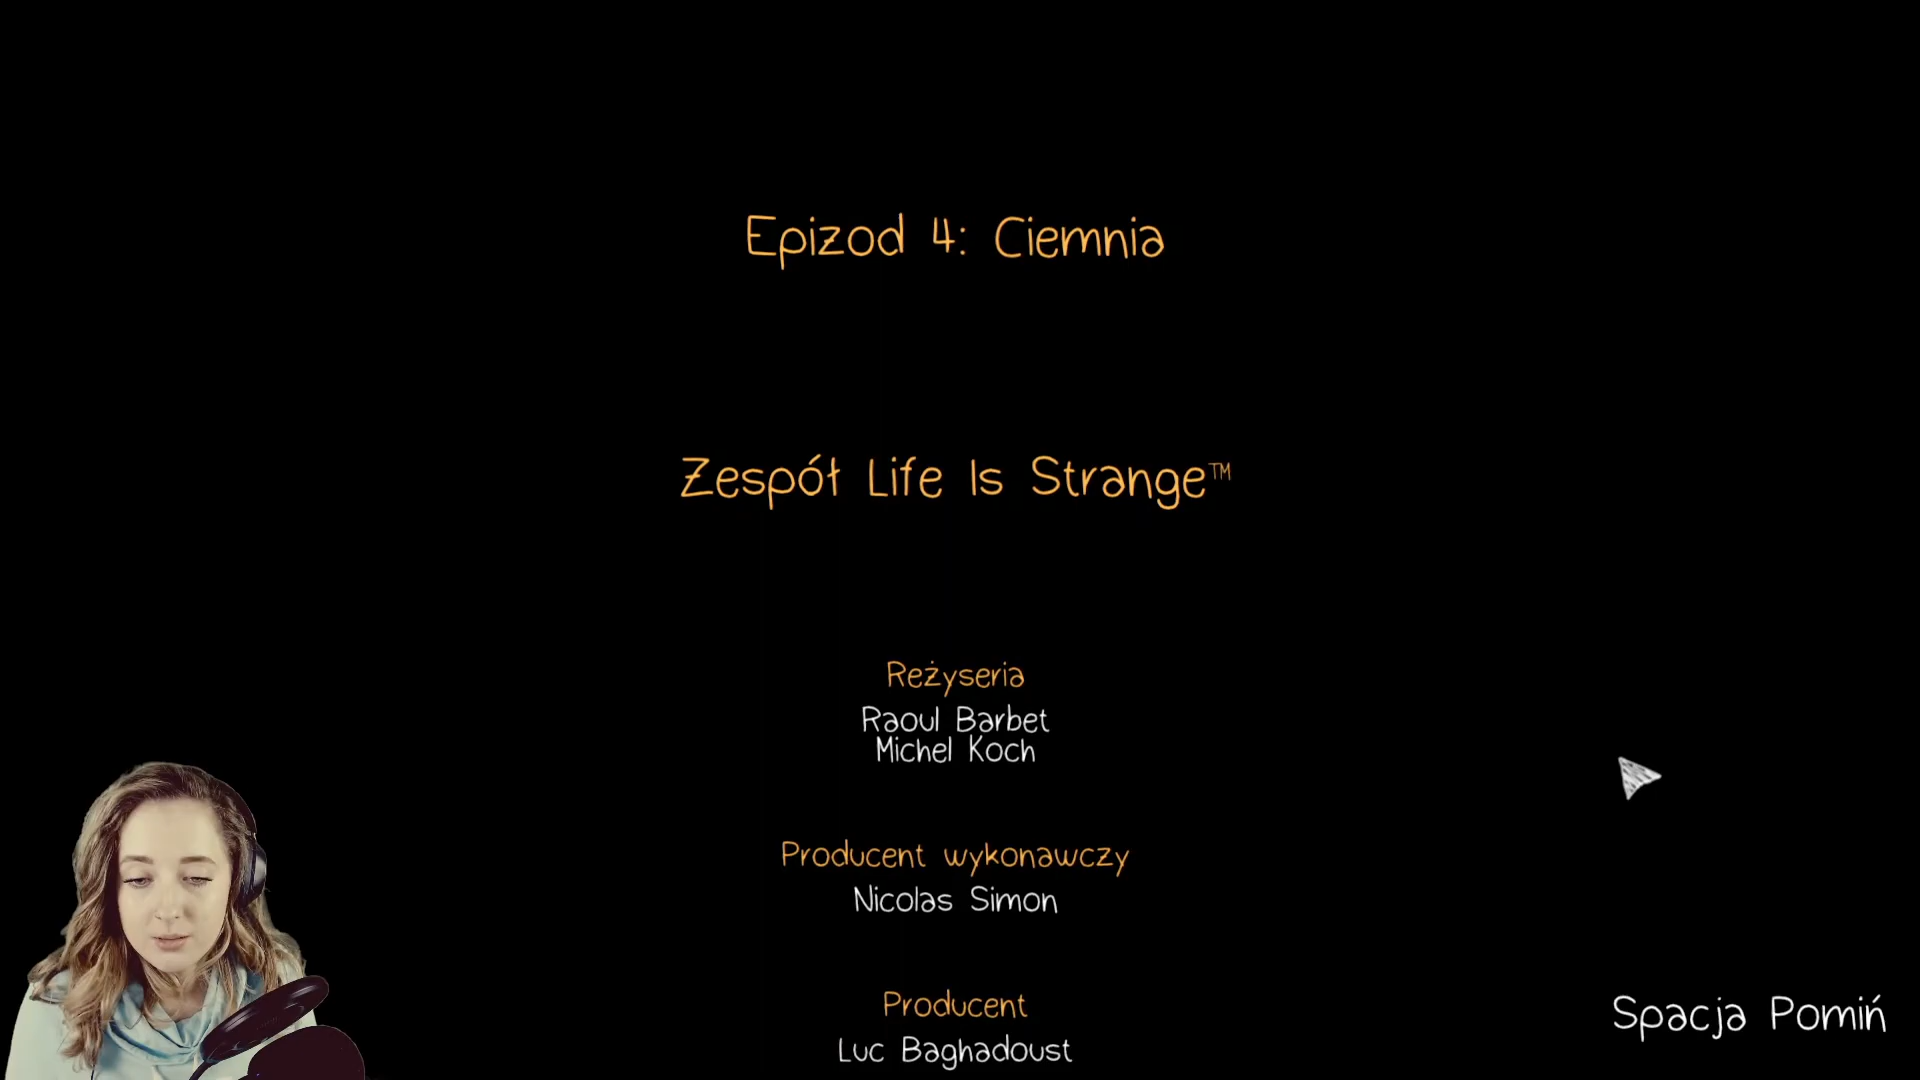 Epizod 4: Ciemnia
Zespół Life Is Strange™
Reżyseria
Raoul Barbet
Michel Koch
Producent wykonawczy
Nicolas Simon
Producent
Luc Baghadoust
Spacja Pomiń